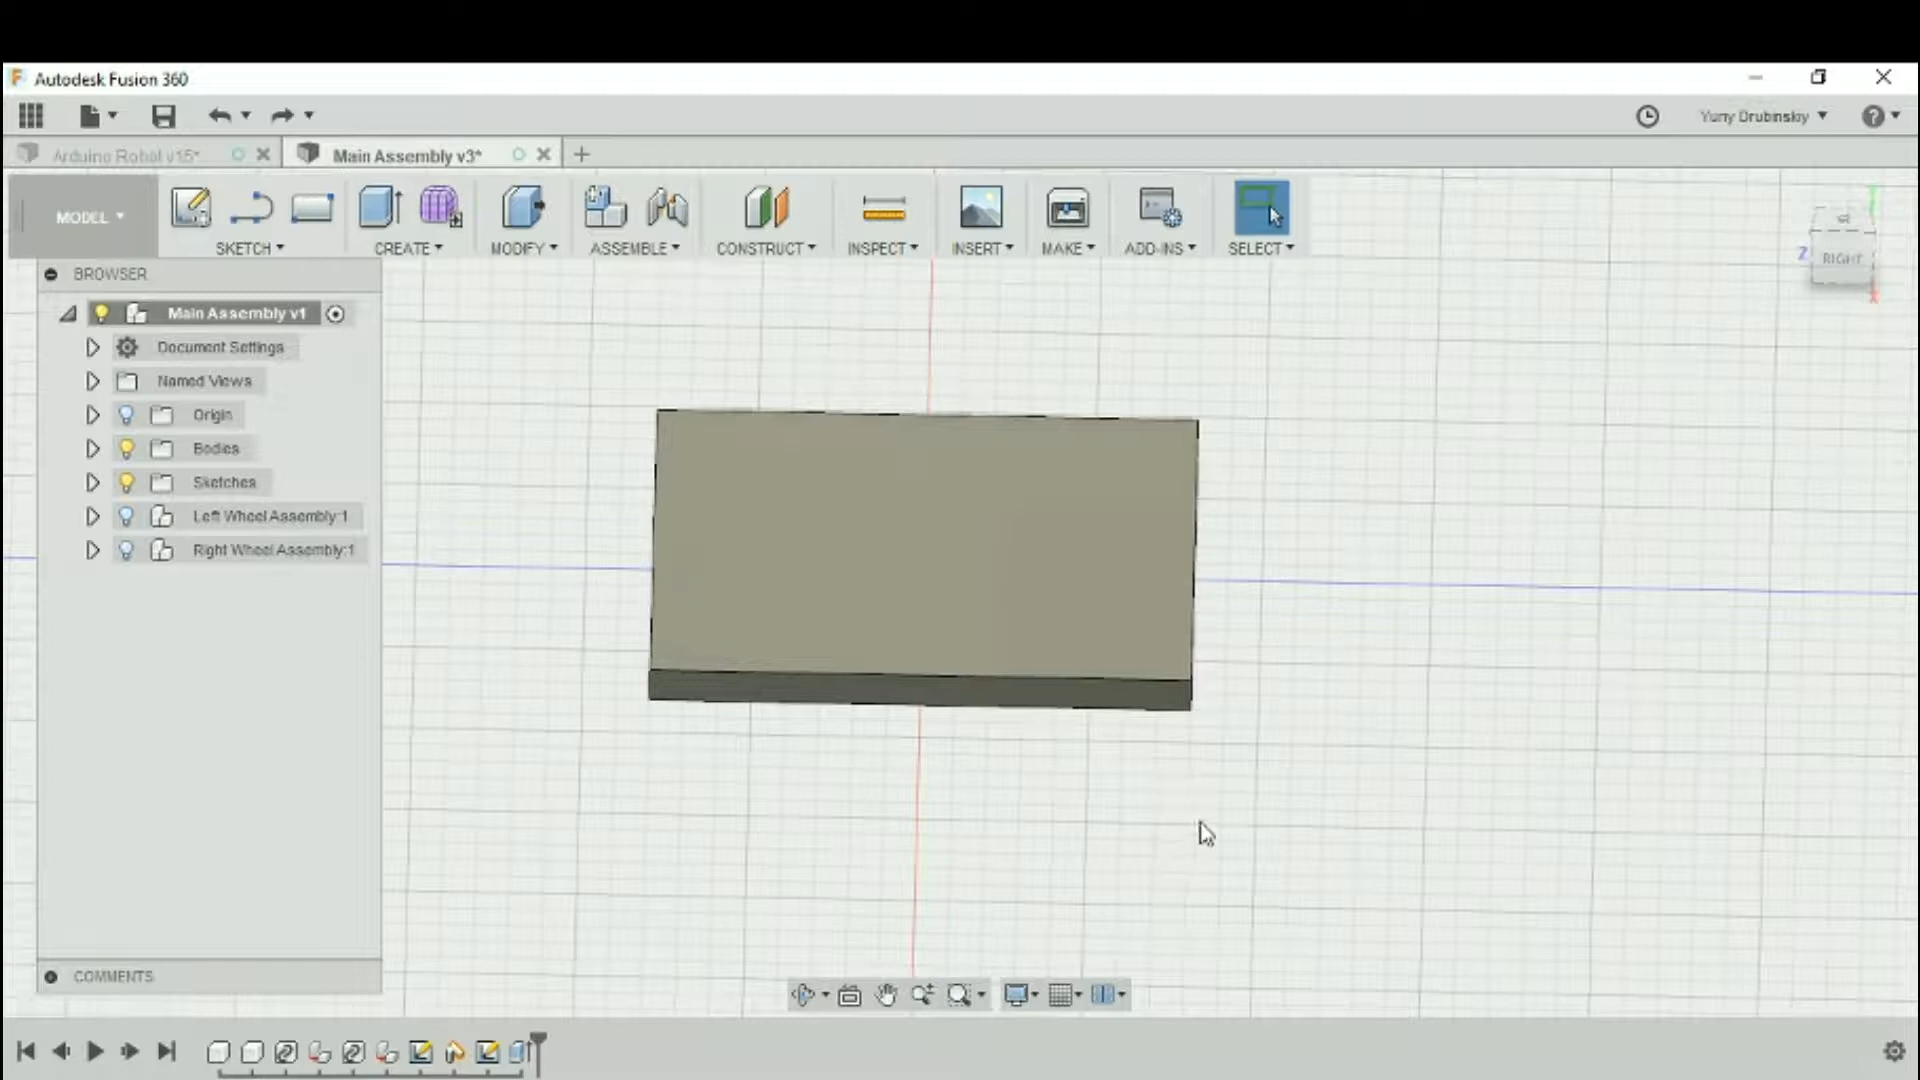 Autodesk Fusion 360
Yuriy Drubinskiy
Arduino Robot v15*
Main Assembly v3*
MODEL
SKETCH
CREATE
MODIFY
ASSEMBLE
CONSTRUCT
INSPECT
INSERT
MAKE
ADD-INS
SELECT
Z
RIGHT
X
BROWSER
Main Assembly v1
Document Settings
Named Views
Origin
Bodies
Sketches
Left Wheel Assembly:1
Right Wheel Assembly:1
COMMENTS